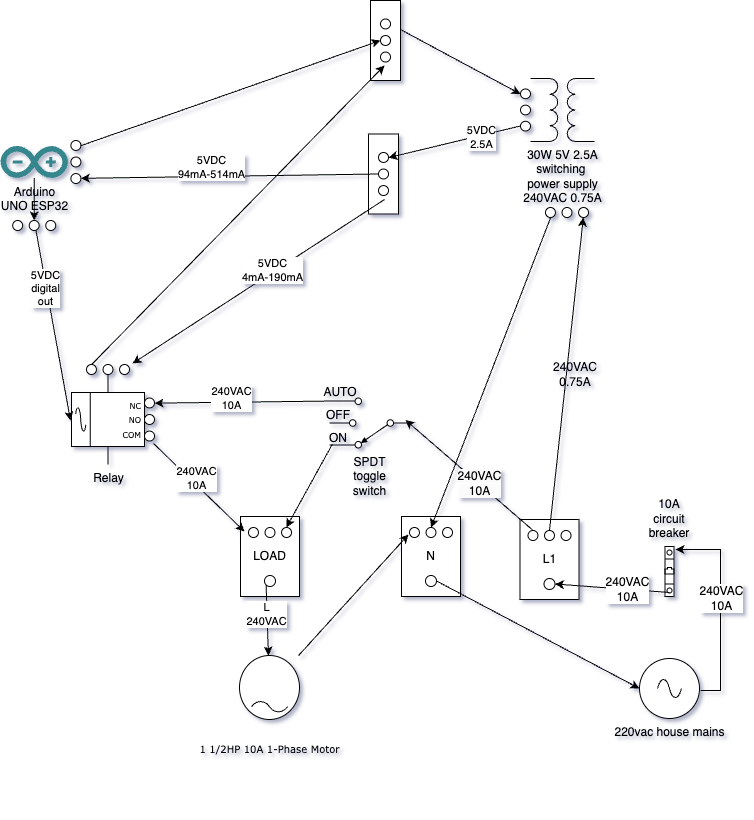 5VDC
2.5A
30W 5V 2.5A
switching
power supply
240VAC 0.75A
5VDC
94mA-514mA
Arduino
UNO ESP32
5VDC
4mA-190mA
5VDC
digital
out
240VAC
0.75A
AUTO
240VAC
10A
NC
NO
COM
OFF
ON
SPDT
toggle
switch
Relay
240VAC
10A
240VAC
10A
10A
circuit
breaker
LOAD
N
L1
240VAC
10A
240VAC
10A
L
240VAC
220vac house mains
1 1/2HP 10A 1-Phase Motor